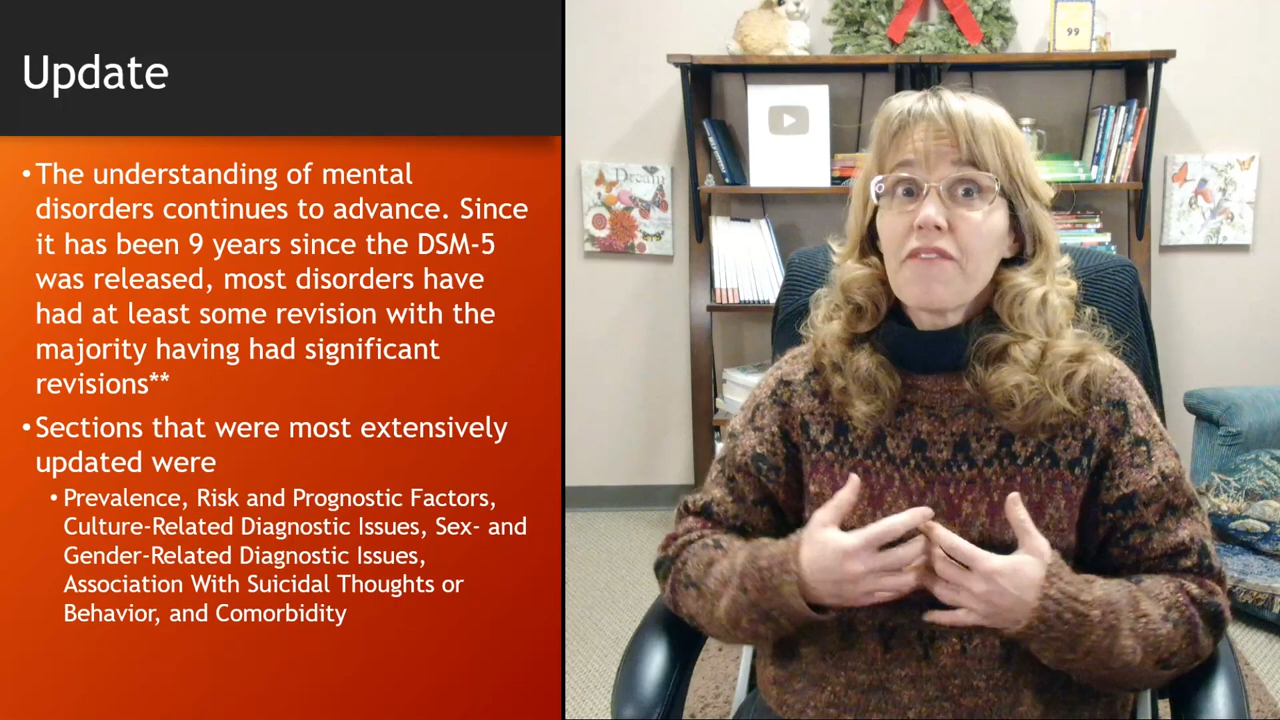 Update
•The understanding of mental
disorders continues to advance. Since
it has been 9 years since the DSM-5
was released, most disorders have
had at least some revision with the
majority having had significant
revisions**
•Sections that were most extensively
updated were
•Prevalence, Risk and Prognostic Factors,
Culture-Related Diagnostic Issues, Sex- and
Gender-Related Diagnostic Issues,
Association With Suicidal Thoughts or
Behavior, and Comorbidity
Dream
99